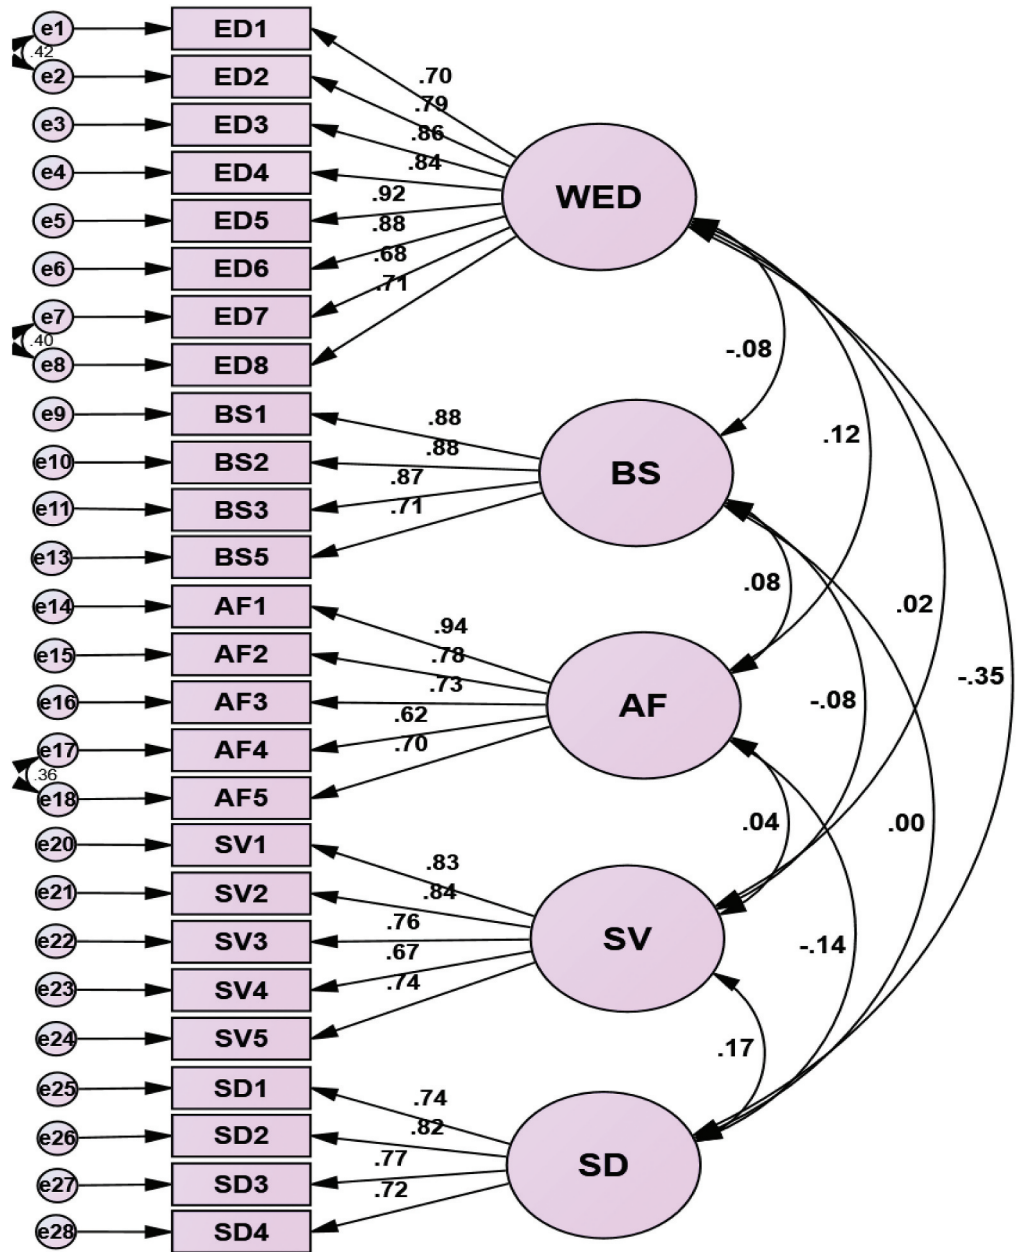 e1 ED1
.42
.70
e2 ED2
.79
e3 ED3
.86
WED
e4 ED4
.84
.92
e5 ED5
.88
e6 ED6
.68
.71
e7 ED7
.40
-.08
e8 ED8
e9 BS1
.88
.12
.88
e10 BS2
BS
.87
e11 BS3
.71
e13 BS5
.08
e14 AF1
.02
.94
e15 AF2
.78
-.35
.73
e16 AF3
AF
-.08
.62
e17 AF4
.70
.36
e18 AF5
.04
.00
e20 SV1
.83
e21 SV2
.84
.76
e22 SV3
SV
-.14
.67
e23 SV4
.74
e24 SV5
.17
e25 SD1
.74
e26 SD2
.82
.77
SD
e27 SD3
.72
e28 SD4